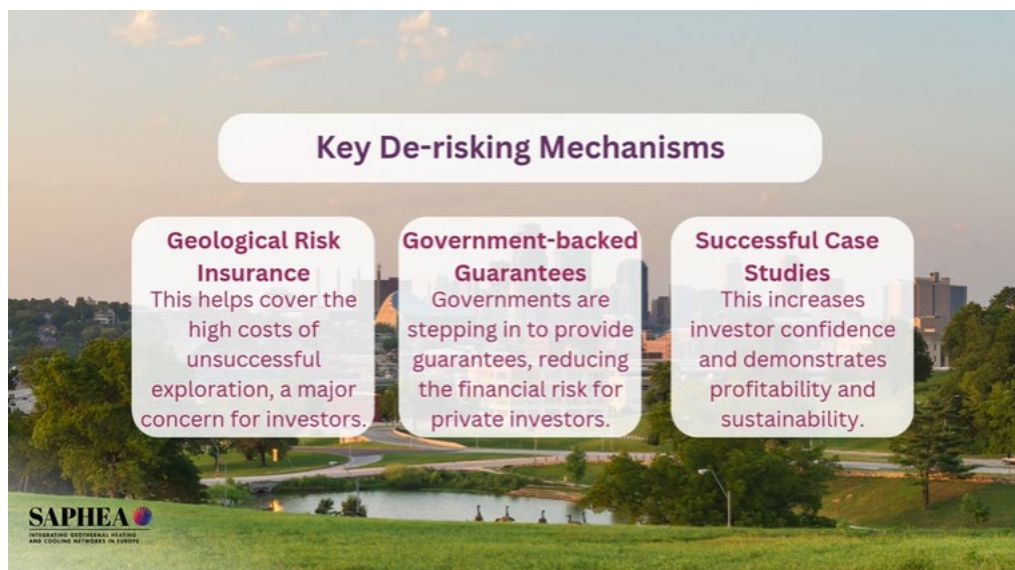 Key De-risking Mechanisms
Geological Risk
Insurance
This helps cover the
high costs of
unsuccessful
exploration, a major
concern for investors.
Government-backed
Guarantees
Governments are
stepping in to provide
guarantees, reducing
the financial risk for
private investors.
Successful Case
Studies
This increases
investor confidence
and demonstrates
profitability and
sustainability.
SAPHEA
INTEGRATING GEOTHERMAL HEATING
AND COOLING NETWORKS IN EUROPE